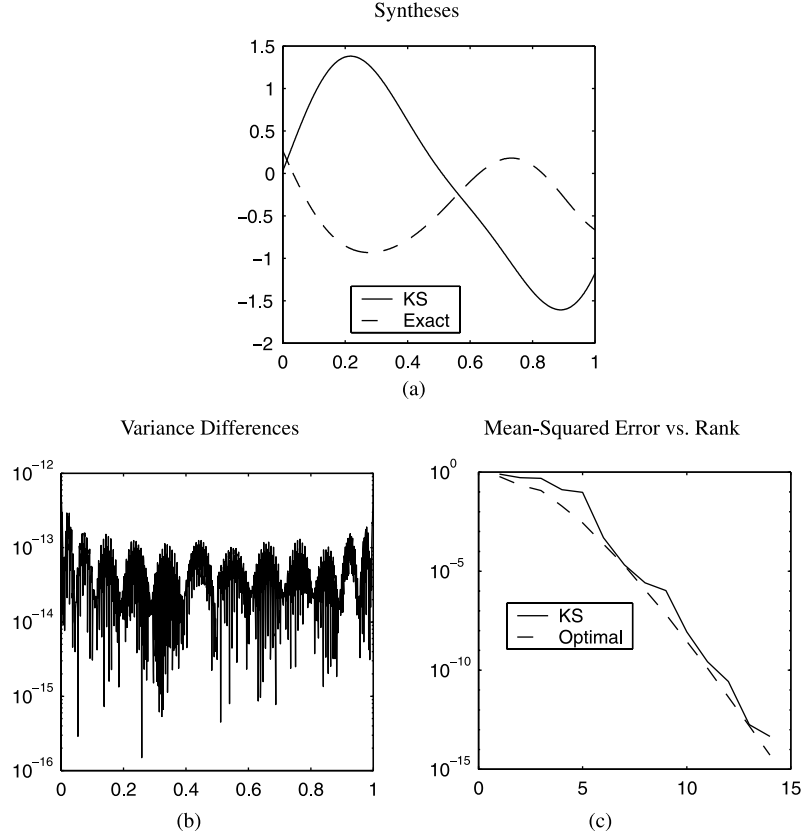 Syntheses
1.5
1
0.5
0
−0.5
−1
−1.5
−2
KS
Exact
0 0.2 0.4 0.6 0.8 1
(a)
Variance Differences
10^−12
10^−13
10^−14
10^−15
10^−16
0 0.2 0.4 0.6 0.8 1
(b)
Mean-Squared Error vs. Rank
10^0
10^−5
10^−10
10^−15
KS
Optimal
0 5 10 15
(c)